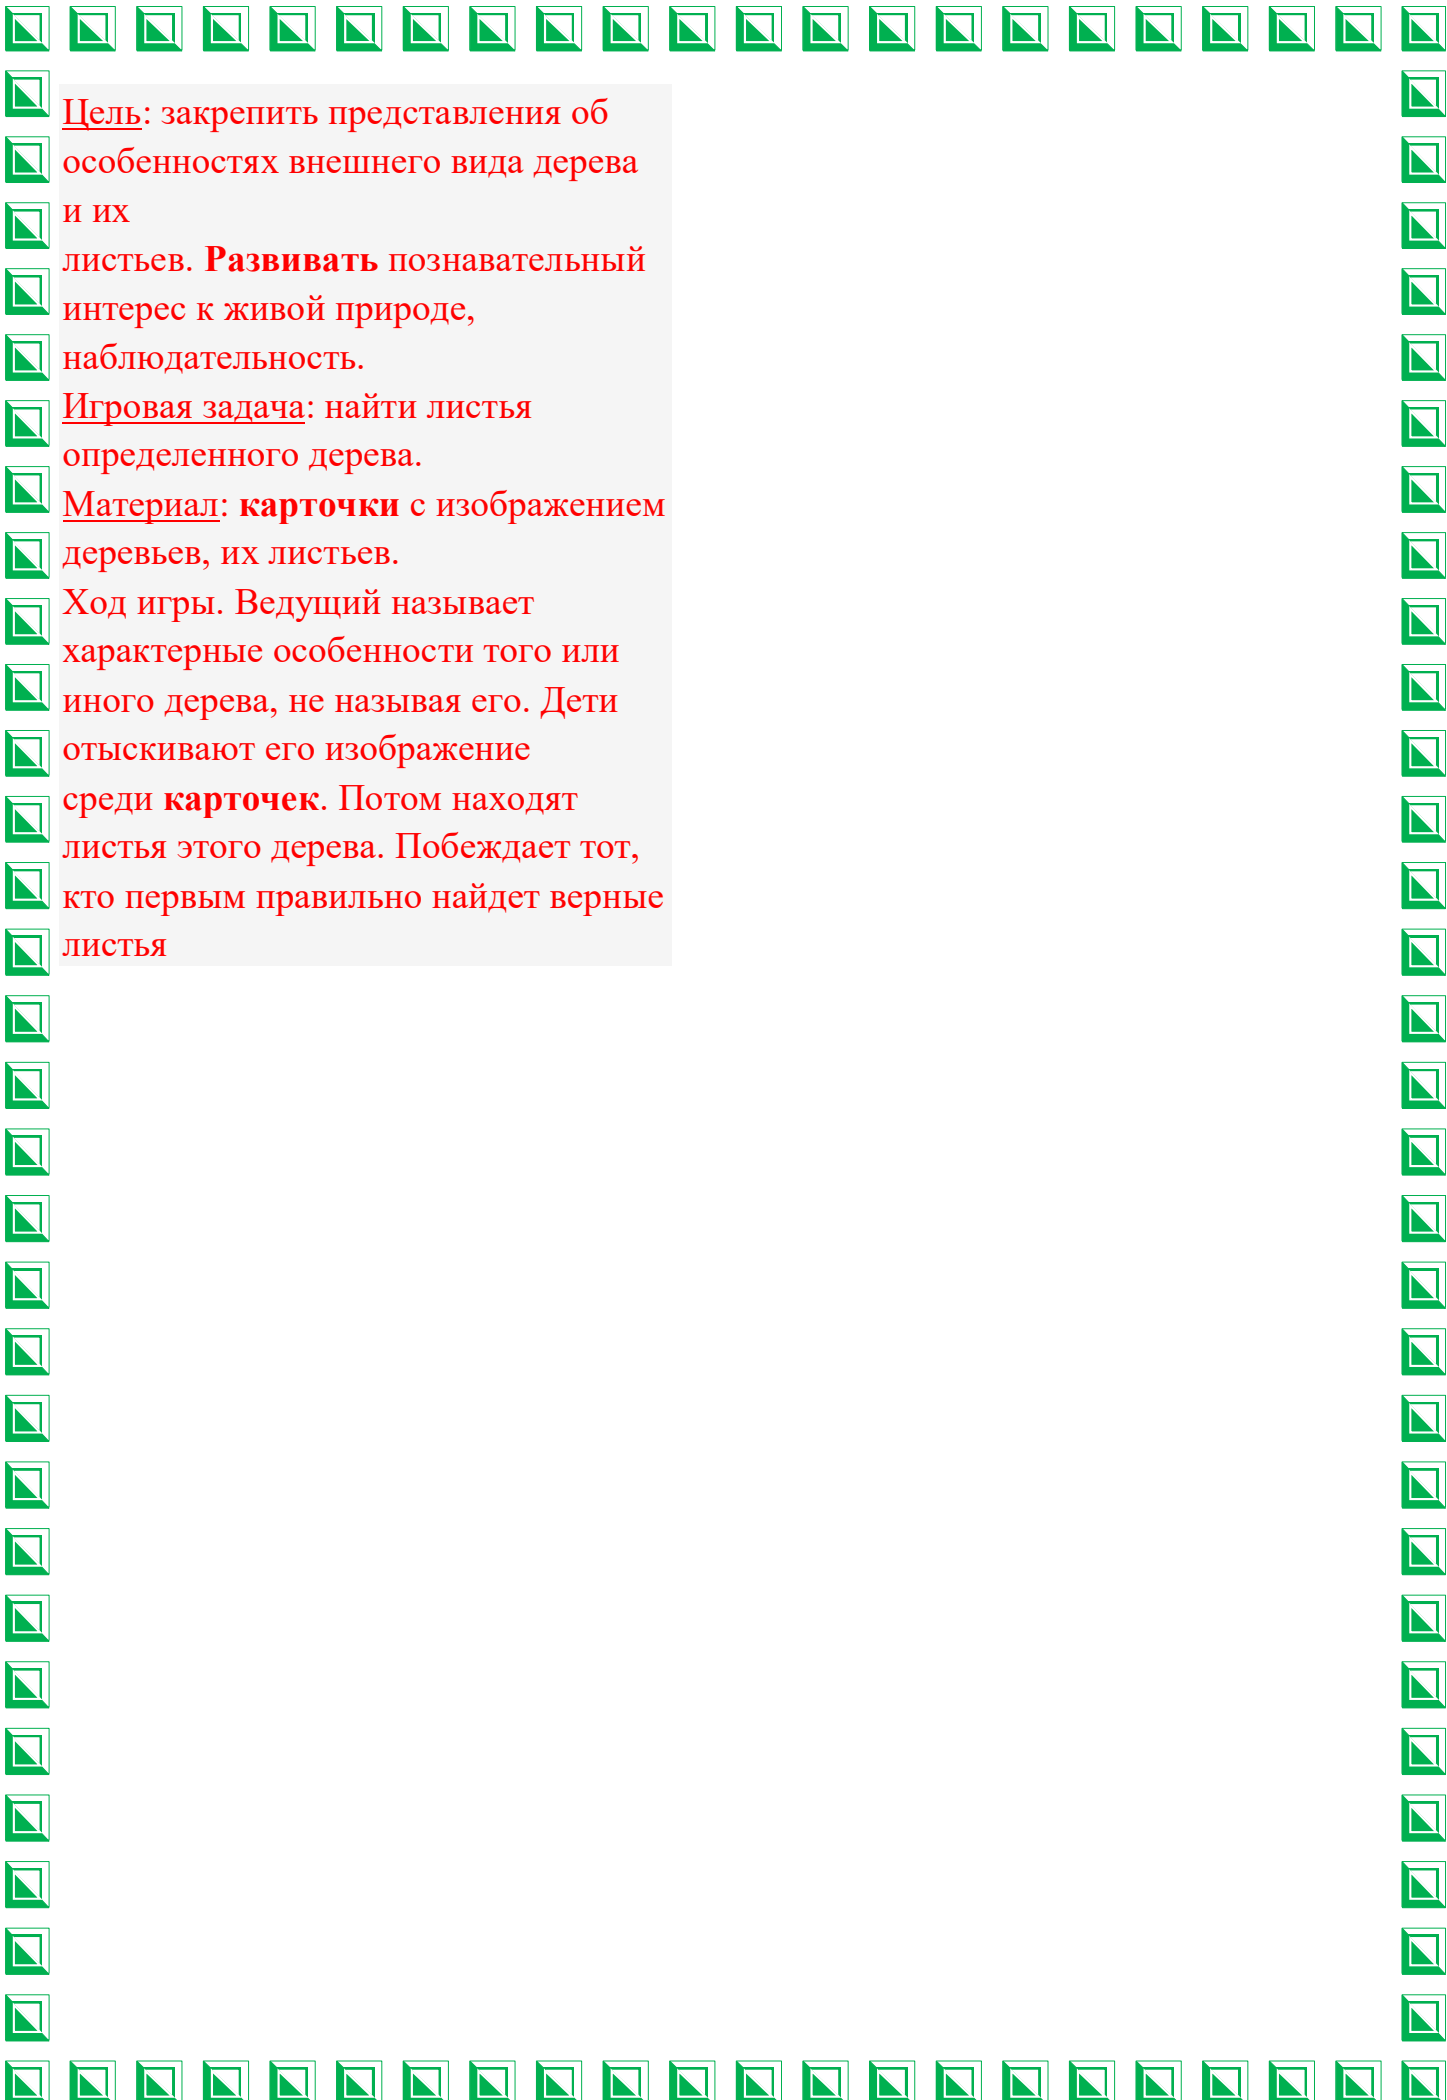 Цель: закрепить представления об
особенностях внешнего вида дерева
и их
листьев. Развивать познавательный
интерес к живой природе,
наблюдательность.
Игровая задача: найти листья
определенного дерева.
Материал: карточки с изображением
деревьев, их листьев.
Ход игры. Ведущий называет
характерные особенности того или
иного дерева, не называя его. Дети
отыскивают его изображение
среди карточек. Потом находят
листья этого дерева. Побеждает тот,
кто первым правильно найдет верные
листья